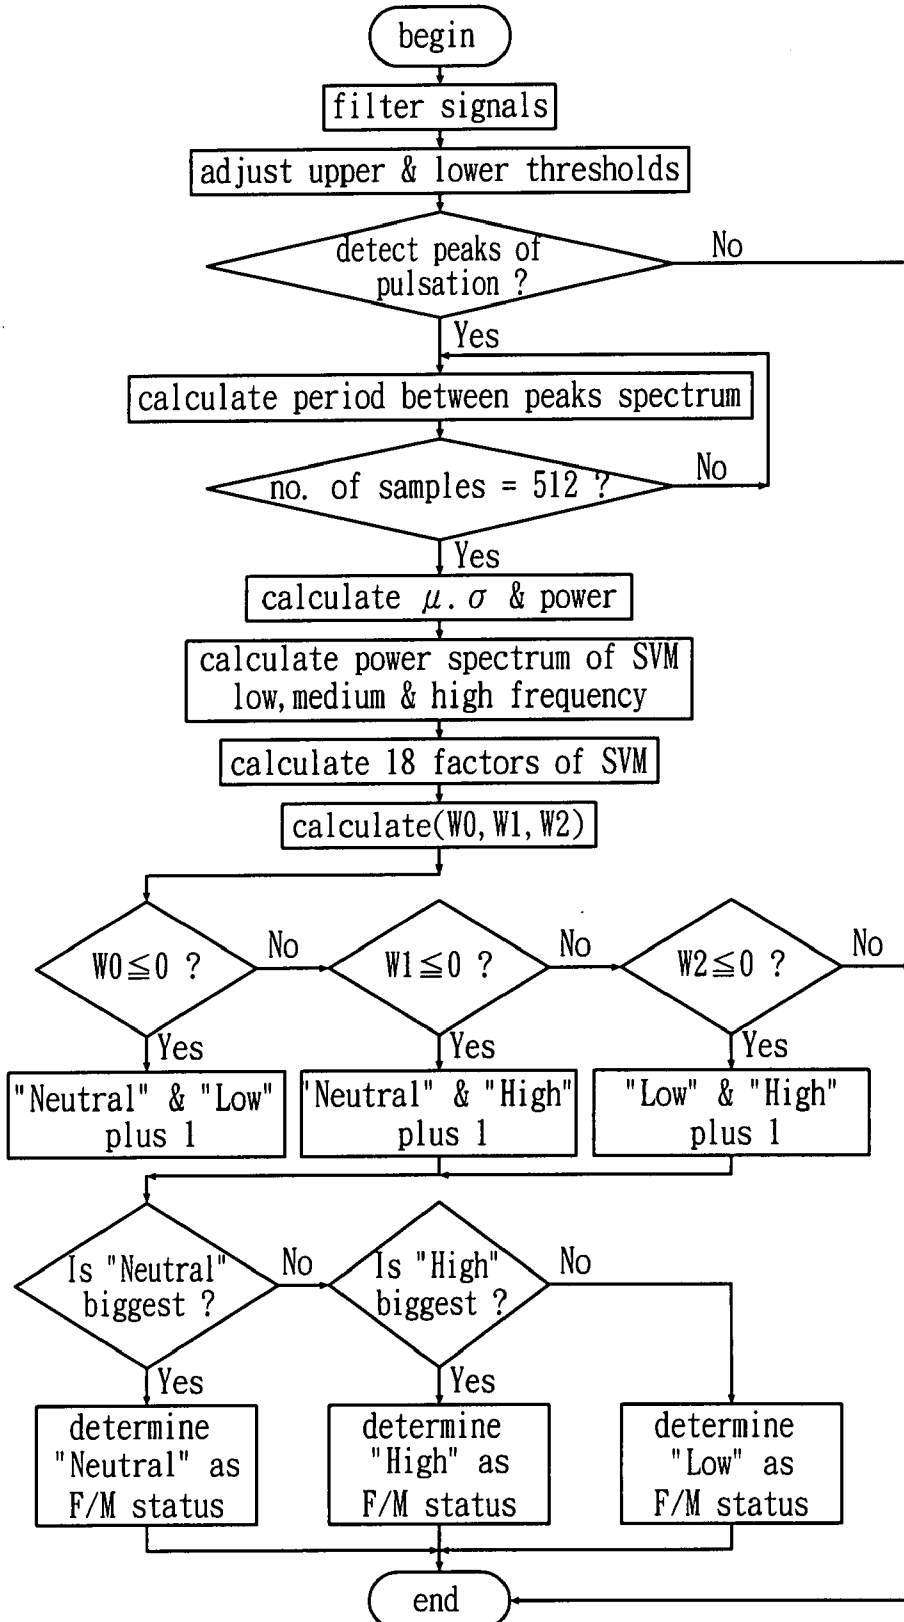 begin
filter signals
adjust upper & lower thresholds
detect peaks of
pulsation ?
No
Yes
calculate period between peaks spectrum
no. of samples = 512 ?
No
Yes
calculate μ. σ & power
calculate power spectrum of SVM
low, medium & high frequency
calculate 18 factors of SVM
calculate(W0, W1, W2)
W0≦0 ?
No
W1≦0 ?
No
W2≦0 ?
No
Yes
Yes
Yes
"Neutral" & "Low"
plus 1
"Neutral" & "High"
plus 1
"Low" & "High"
plus 1
Is "Neutral"
biggest ?
No
Is "High"
biggest ?
No
Yes
Yes
determine
"Neutral" as
F/M status
determine
"High" as
F/M status
determine
"Low" as
F/M status
end